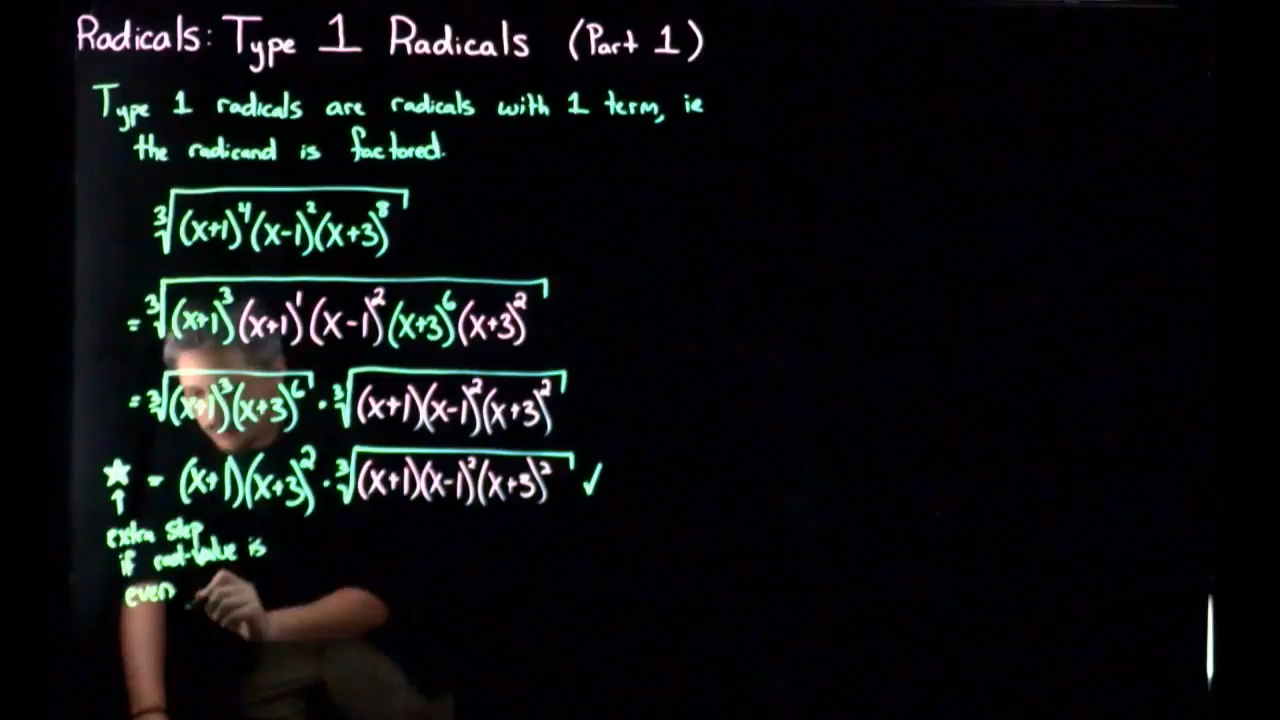 Radicals: Type 1 Radicals (Part 1)
Type 1 radicals are radicals with 1 term, ie
the radicand is factored.
∛((x+1)⁴(x-1)²(x+3)⁸)
= ∛((x+1)³(x+1)¹(x-1)²(x+3)⁶(x+3)²)
= ∛((x+1)³(x+3)⁶) · ∛((x+1)(x-1)²(x+3)²)
☆ = (x+1)(x+3)² · ∛((x+1)(x-1)²(x+3)²) ✓
↑
extra step
if root-value is
even